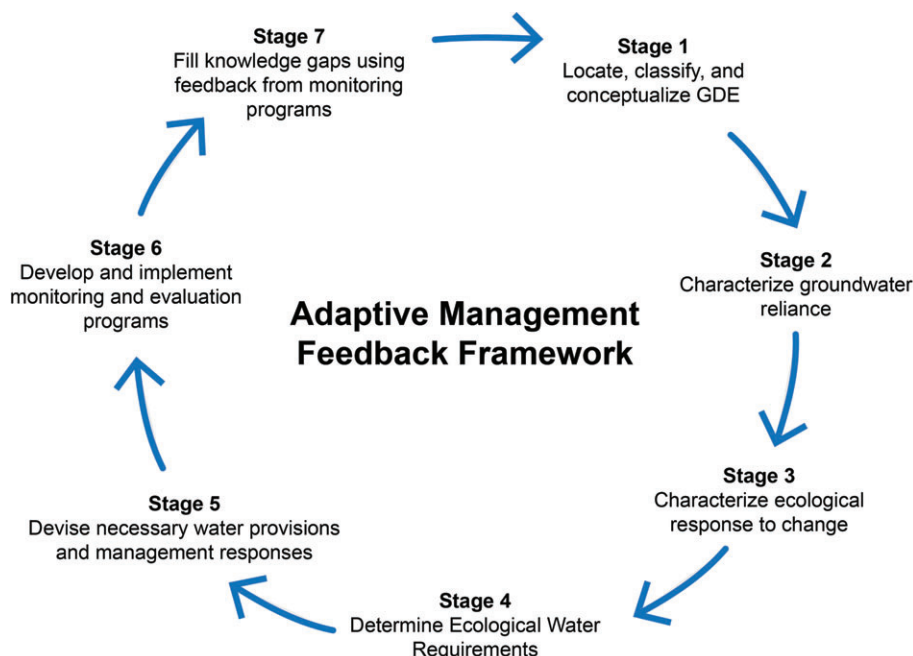 Stage 7
Fill knowledge gaps using
feedback from monitoring
programs
Stage 1
Locate, classify, and
conceptualize GDE
Stage 6
Develop and implement
monitoring and evaluation
programs
Adaptive Management
Feedback Framework
Stage 2
Characterize groundwater
reliance
Stage 5
Devise necessary water provisions
and management responses
Stage 3
Characterize ecological
response to change
Stage 4
Determine Ecological Water
Requirements